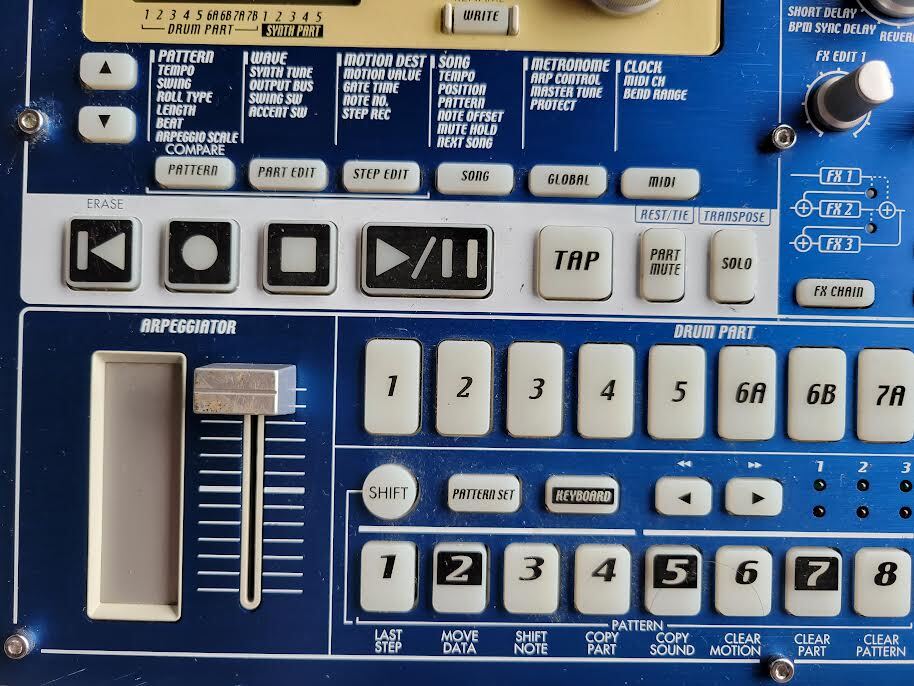 1 2 3 4 5 6A 6B 7A 7B 1 2 3 4 5
DRUM PART SYNTH PART
WRITE
SHORT DELAY
BPM SYNC DELAY
FX EDIT 1
PATTERN
TEMPO
SWING
ROLL TYPE
LENGTH
BEAT
ARPEGGIO SCALE
WAVE
SYNTH TUNE
OUTPUT BUS
SWING SW
ACCENT SW
MOTION DEST
MOTION VALUE
GATE TIME
NOTE NO.
STEP REC
SONG
TEMPO
POSITION
PATTERN
NOTE OFFSET
MUTE HOLD
NEXT SONG
METRONOME
ARP CONTROL
MASTER TUNE
PROTECT
CLOCK
MIDI CH
BEND RANGE
COMPARE
PATTERN PART EDIT STEP EDIT SONG GLOBAL MIDI
FX 1
FX 2
FX 3
FX CHAIN
ERASE
REST/TIE TRANSPOSE
TAP
PART MUTE
SOLO
ARPEGGIATOR
DRUM PART
1 2 3 4 5 6A 6B 7A
SHIFT PATTERN SET KEYBOARD
1 2 3
1 2 3 4 5 6 7 8
PATTERN
LAST STEP
MOVE DATA
SHIFT NOTE
COPY PART
COPY SOUND
CLEAR MOTION
CLEAR PART
CLEAR PATTERN